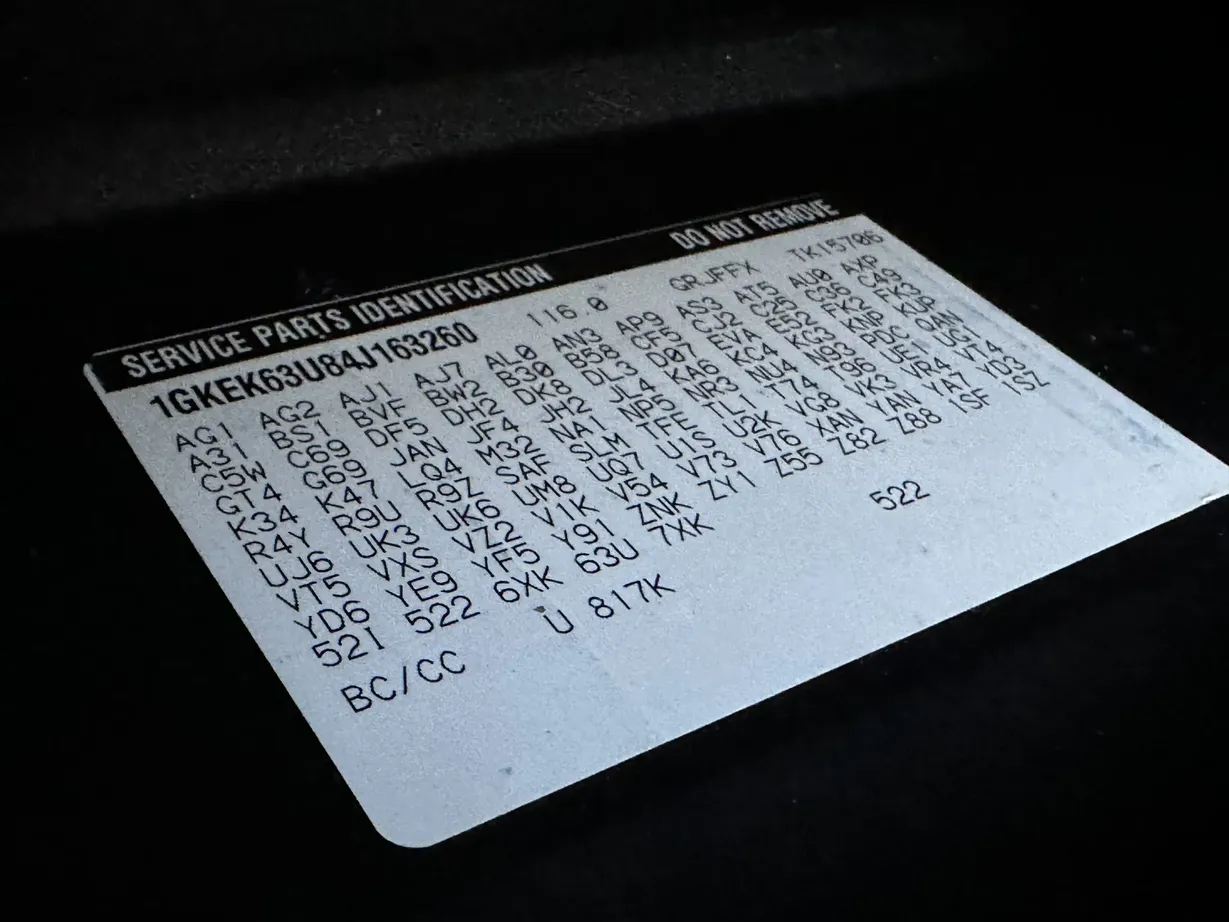 SERVICE PARTS IDENTIFICATION DO NOT REMOVE
1GKEK63U84J163260 116.0 QRJFFX TK15706
AG1 AG2 AJ1 AJ7 AL0 AN3 AP9 AS3 AT5 AU0 AXP
A31 BS1 BVF BW2 B30 B58 CF5 CJ2 C25 C36 C49
C5W C69 DF5 DH2 DK8 DL3 D07 EVA E52 FK2 FK3
GT4 G69 JAN JF4 JH2 JL4 KA6 KC4 KG3 KNP KUP
K34 K47 LQ4 M32 NA1 NP5 NR3 NU4 N93 PDC QAN
R4Y R9U R9Z SAF SLM TFE TL1 T74 T96 UE1 UG1
UJ6 UK3 UK6 UM8 UQ7 U1S U2K VG8 VK3 VR4 VT4
VT5 VXS VZ2 V1K V54 V73 V76 XAN YAN YA7 YD3
YD6 YE9 YF5 Y91 ZNK ZY1 Z55 Z82 Z88 1SF 1SZ
52I 522 6XK 63U 7XK 522
BC/CC U 817K